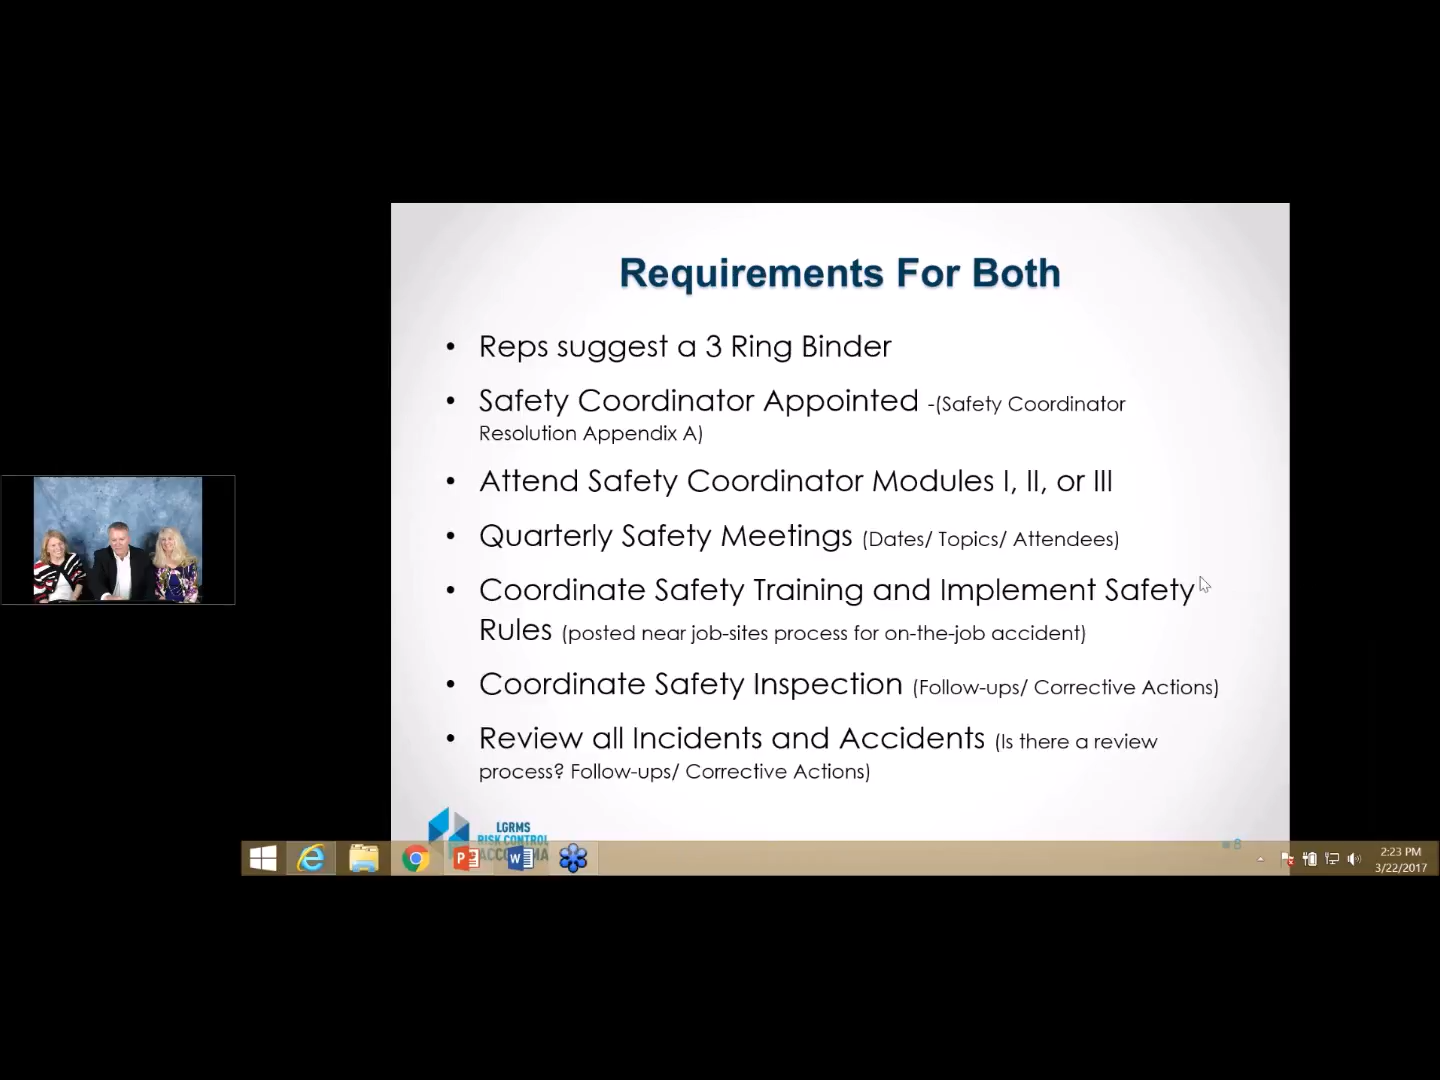 Requirements For Both
• Reps suggest a 3 Ring Binder
• Safety Coordinator Appointed -(Safety Coordinator
Resolution Appendix A)
• Attend Safety Coordinator Modules I, II, or III
• Quarterly Safety Meetings (Dates/ Topics/ Attendees)
• Coordinate Safety Training and Implement Safety
Rules (posted near job-sites process for on-the-job accident)
• Coordinate Safety Inspection (Follow-ups/ Corrective Actions)
• Review all Incidents and Accidents (Is there a review
process? Follow-ups/ Corrective Actions)
LGRMS
RISK CONTROL
8
2:23 PM
3/22/2017